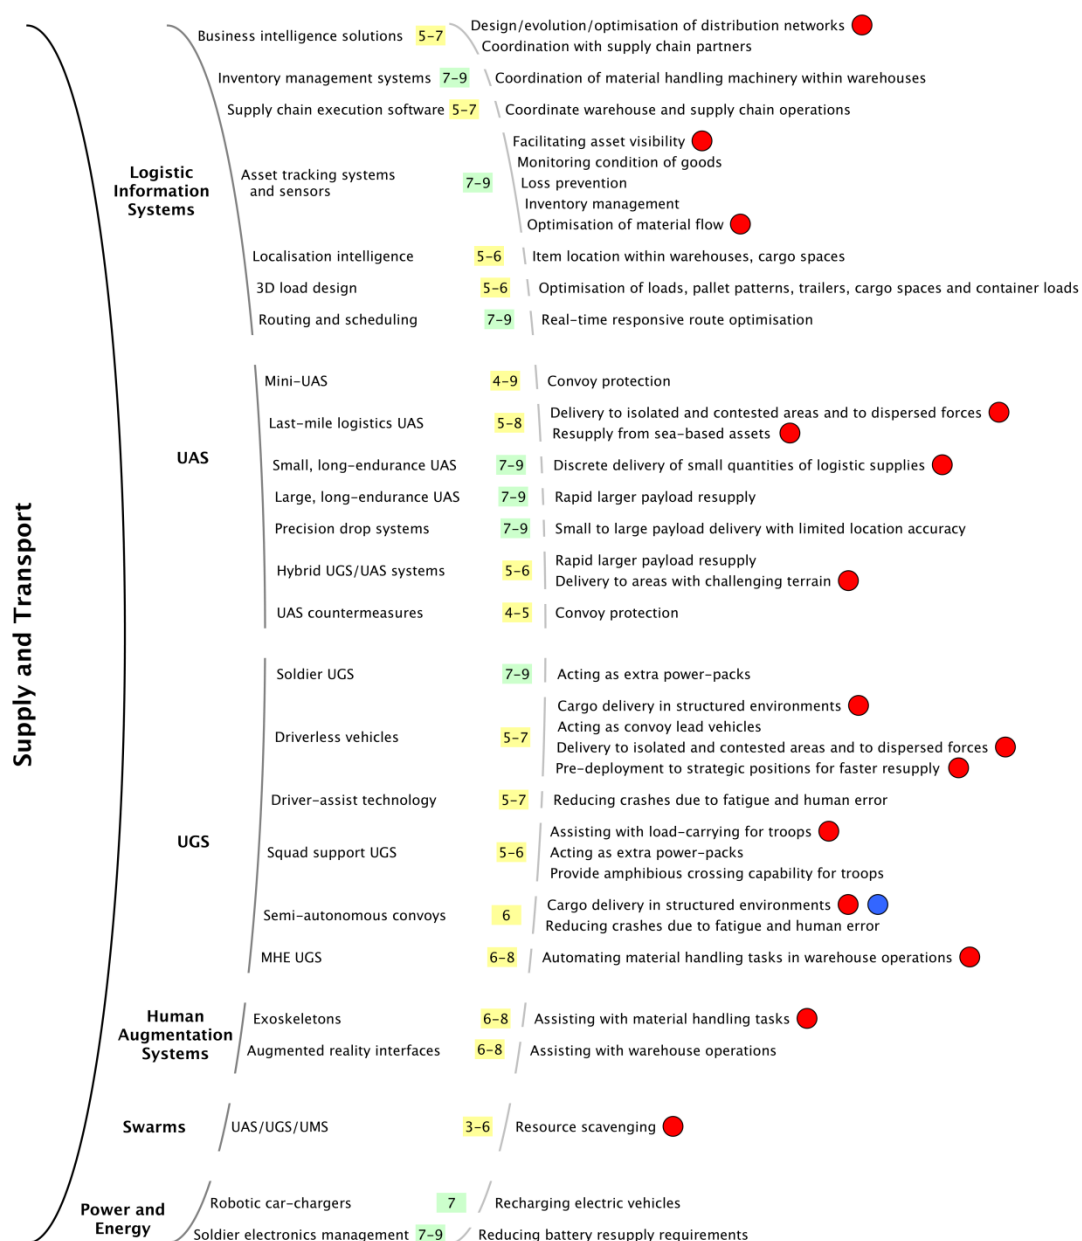 Supply and Transport
Logistic
Information
Systems
Business intelligence solutions 5-7
Design/evolution/optimisation of distribution networks
Coordination with supply chain partners
Inventory management systems 7-9 Coordination of material handling machinery within warehouses
Supply chain execution software 5-7 Coordinate warehouse and supply chain operations
Asset tracking systems
and sensors
7-9
Facilitating asset visibility
Monitoring condition of goods
Loss prevention
Inventory management
Optimisation of material flow
Localisation intelligence 5-6 Item location within warehouses, cargo spaces
3D load design 5-6 Optimisation of loads, pallet patterns, trailers, cargo spaces and container loads
Routing and scheduling 7-9 Real-time responsive route optimisation
UAS
Mini-UAS 4-9 Convoy protection
Last-mile logistics UAS 5-8
Delivery to isolated and contested areas and to dispersed forces
Resupply from sea-based assets
Small, long-endurance UAS 7-9 Discrete delivery of small quantities of logistic supplies
Large, long-endurance UAS 7-9 Rapid larger payload resupply
Precision drop systems 7-9 Small to large payload delivery with limited location accuracy
Hybrid UGS/UAS systems 5-6
Rapid larger payload resupply
Delivery to areas with challenging terrain
UAS countermeasures 4-5 Convoy protection
UGS
Soldier UGS 7-9 Acting as extra power-packs
Driverless vehicles 5-7
Cargo delivery in structured environments
Acting as convoy lead vehicles
Delivery to isolated and contested areas and to dispersed forces
Pre-deployment to strategic positions for faster resupply
Driver-assist technology 5-7 Reducing crashes due to fatigue and human error
Squad support UGS 5-6
Assisting with load-carrying for troops
Acting as extra power-packs
Provide amphibious crossing capability for troops
Semi-autonomous convoys 6
Cargo delivery in structured environments
Reducing crashes due to fatigue and human error
MHE UGS 6-8 Automating material handling tasks in warehouse operations
Human
Augmentation
Systems
Exoskeletons 6-8 Assisting with material handling tasks
Augmented reality interfaces 6-8 Assisting with warehouse operations
Swarms
UAS/UGS/UMS 3-6 Resource scavenging
Power and
Energy
Robotic car-chargers 7 Recharging electric vehicles
Soldier electronics management 7-9 Reducing battery resupply requirements